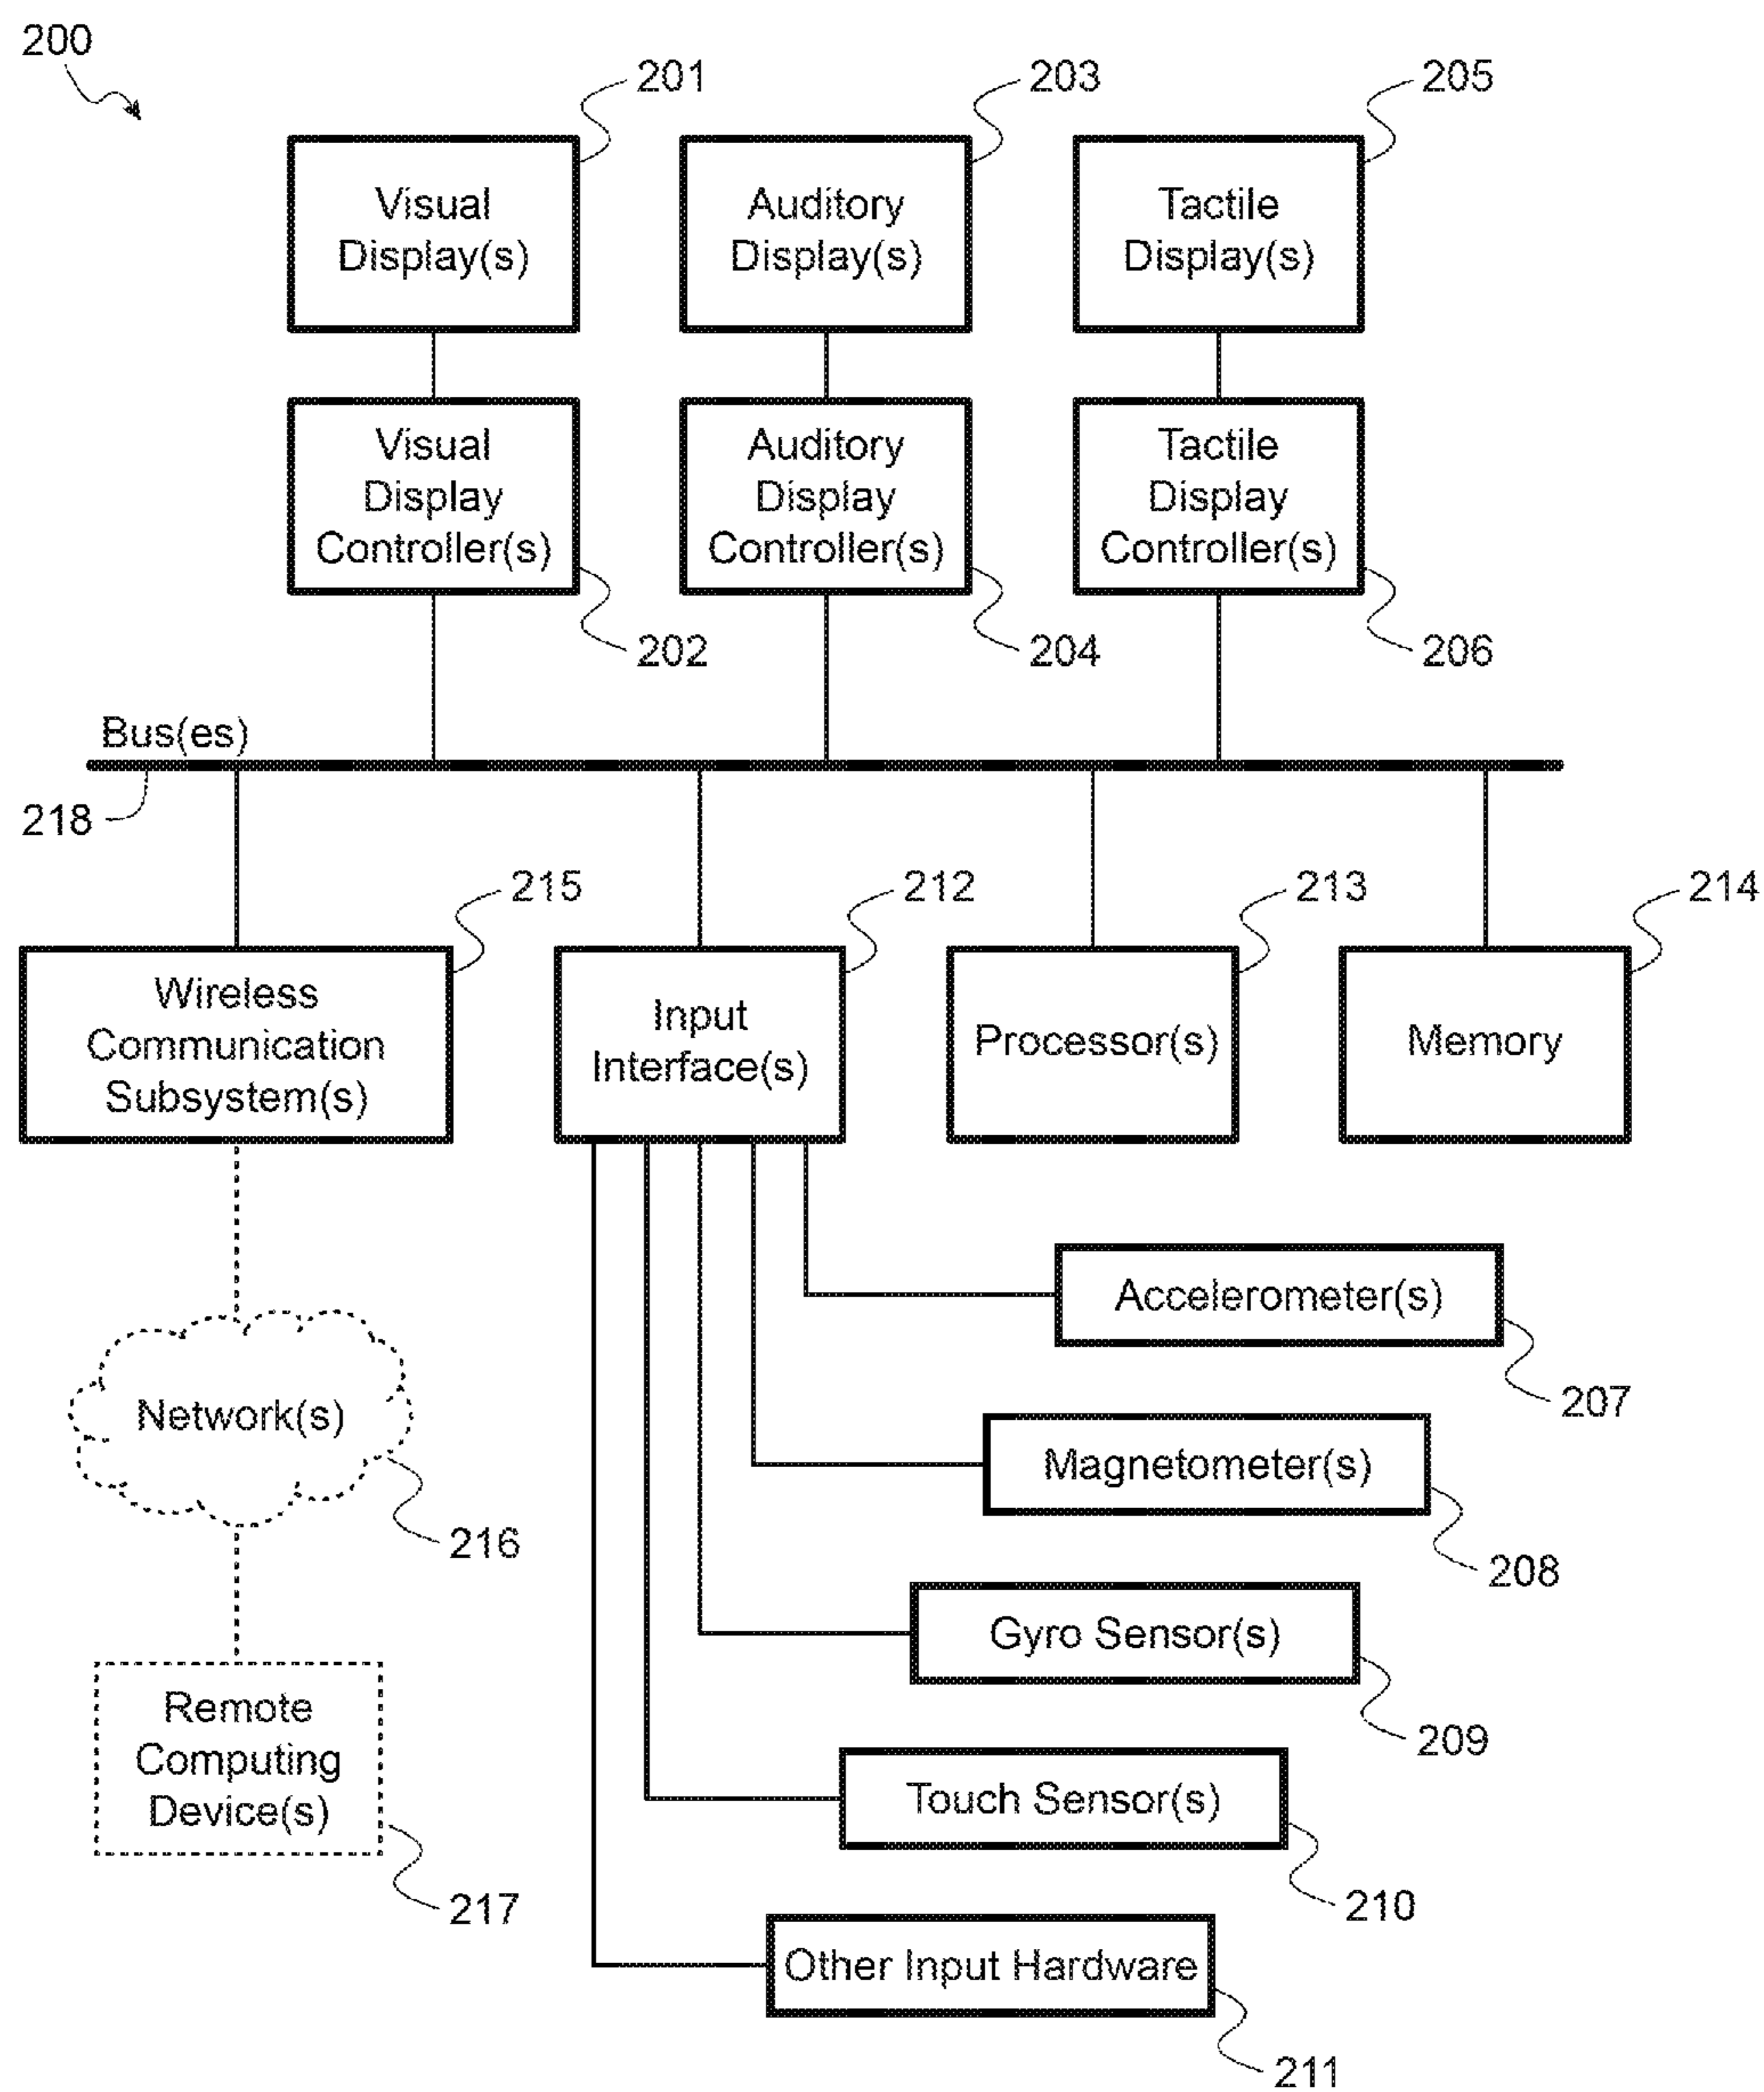 200
201
203
205
Visual
Display(s)
Auditory
Display(s)
Tactile
Display(s)
Visual
Display
Controller(s)
Auditory
Display
Controller(s)
Tactile
Display
Controller(s)
202
204
206
Bus(es)
218
215
212
213
214
Wireless
Communication
Subsystem(s)
Input
Interface(s)
Processor(s)
Memory
Accelerometer(s)
207
Network(s)
216
Magnetometer(s)
208
Gyro Sensor(s)
209
Remote
Computing
Device(s)
217
Touch Sensor(s)
210
Other Input Hardware
211